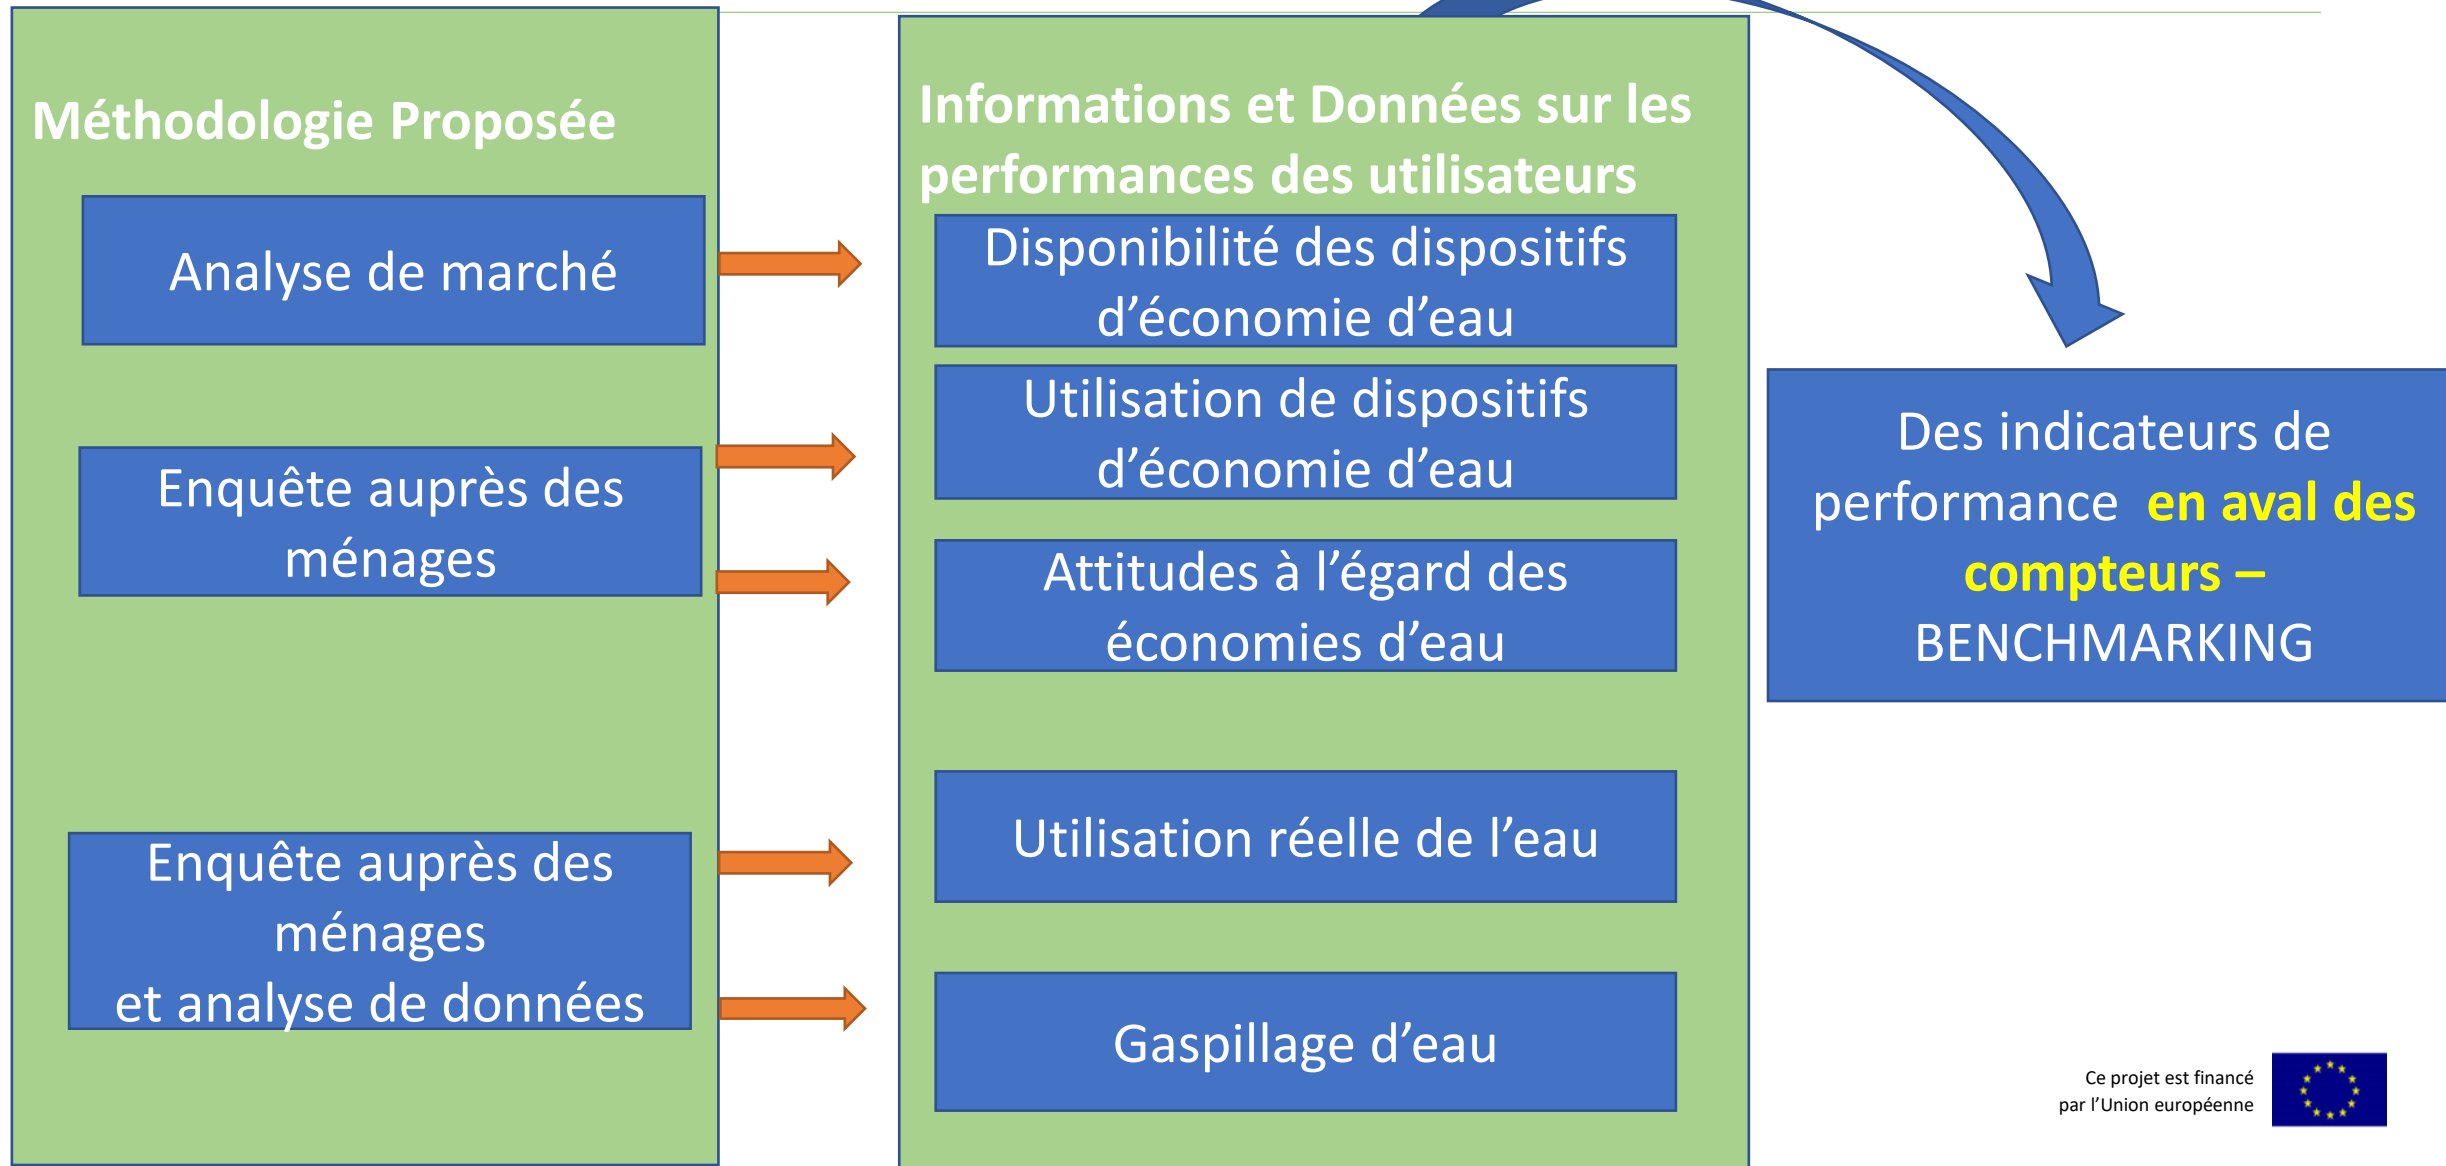 Méthodologie Proposée
Analyse de marché
Enquête auprès des
ménages
Enquête auprès des
ménages
et analyse de données
Informations et Données sur les
performances des utilisateurs
Disponibilité des dispositifs
d’économie d’eau
Utilisation de dispositifs
d’économie d’eau
Attitudes à l’égard des
économies d’eau
Utilisation réelle de l’eau
Gaspillage d’eau
Des indicateurs de
performance en aval des
compteurs –
BENCHMARKING
Ce projet est financé
par l’Union européenne